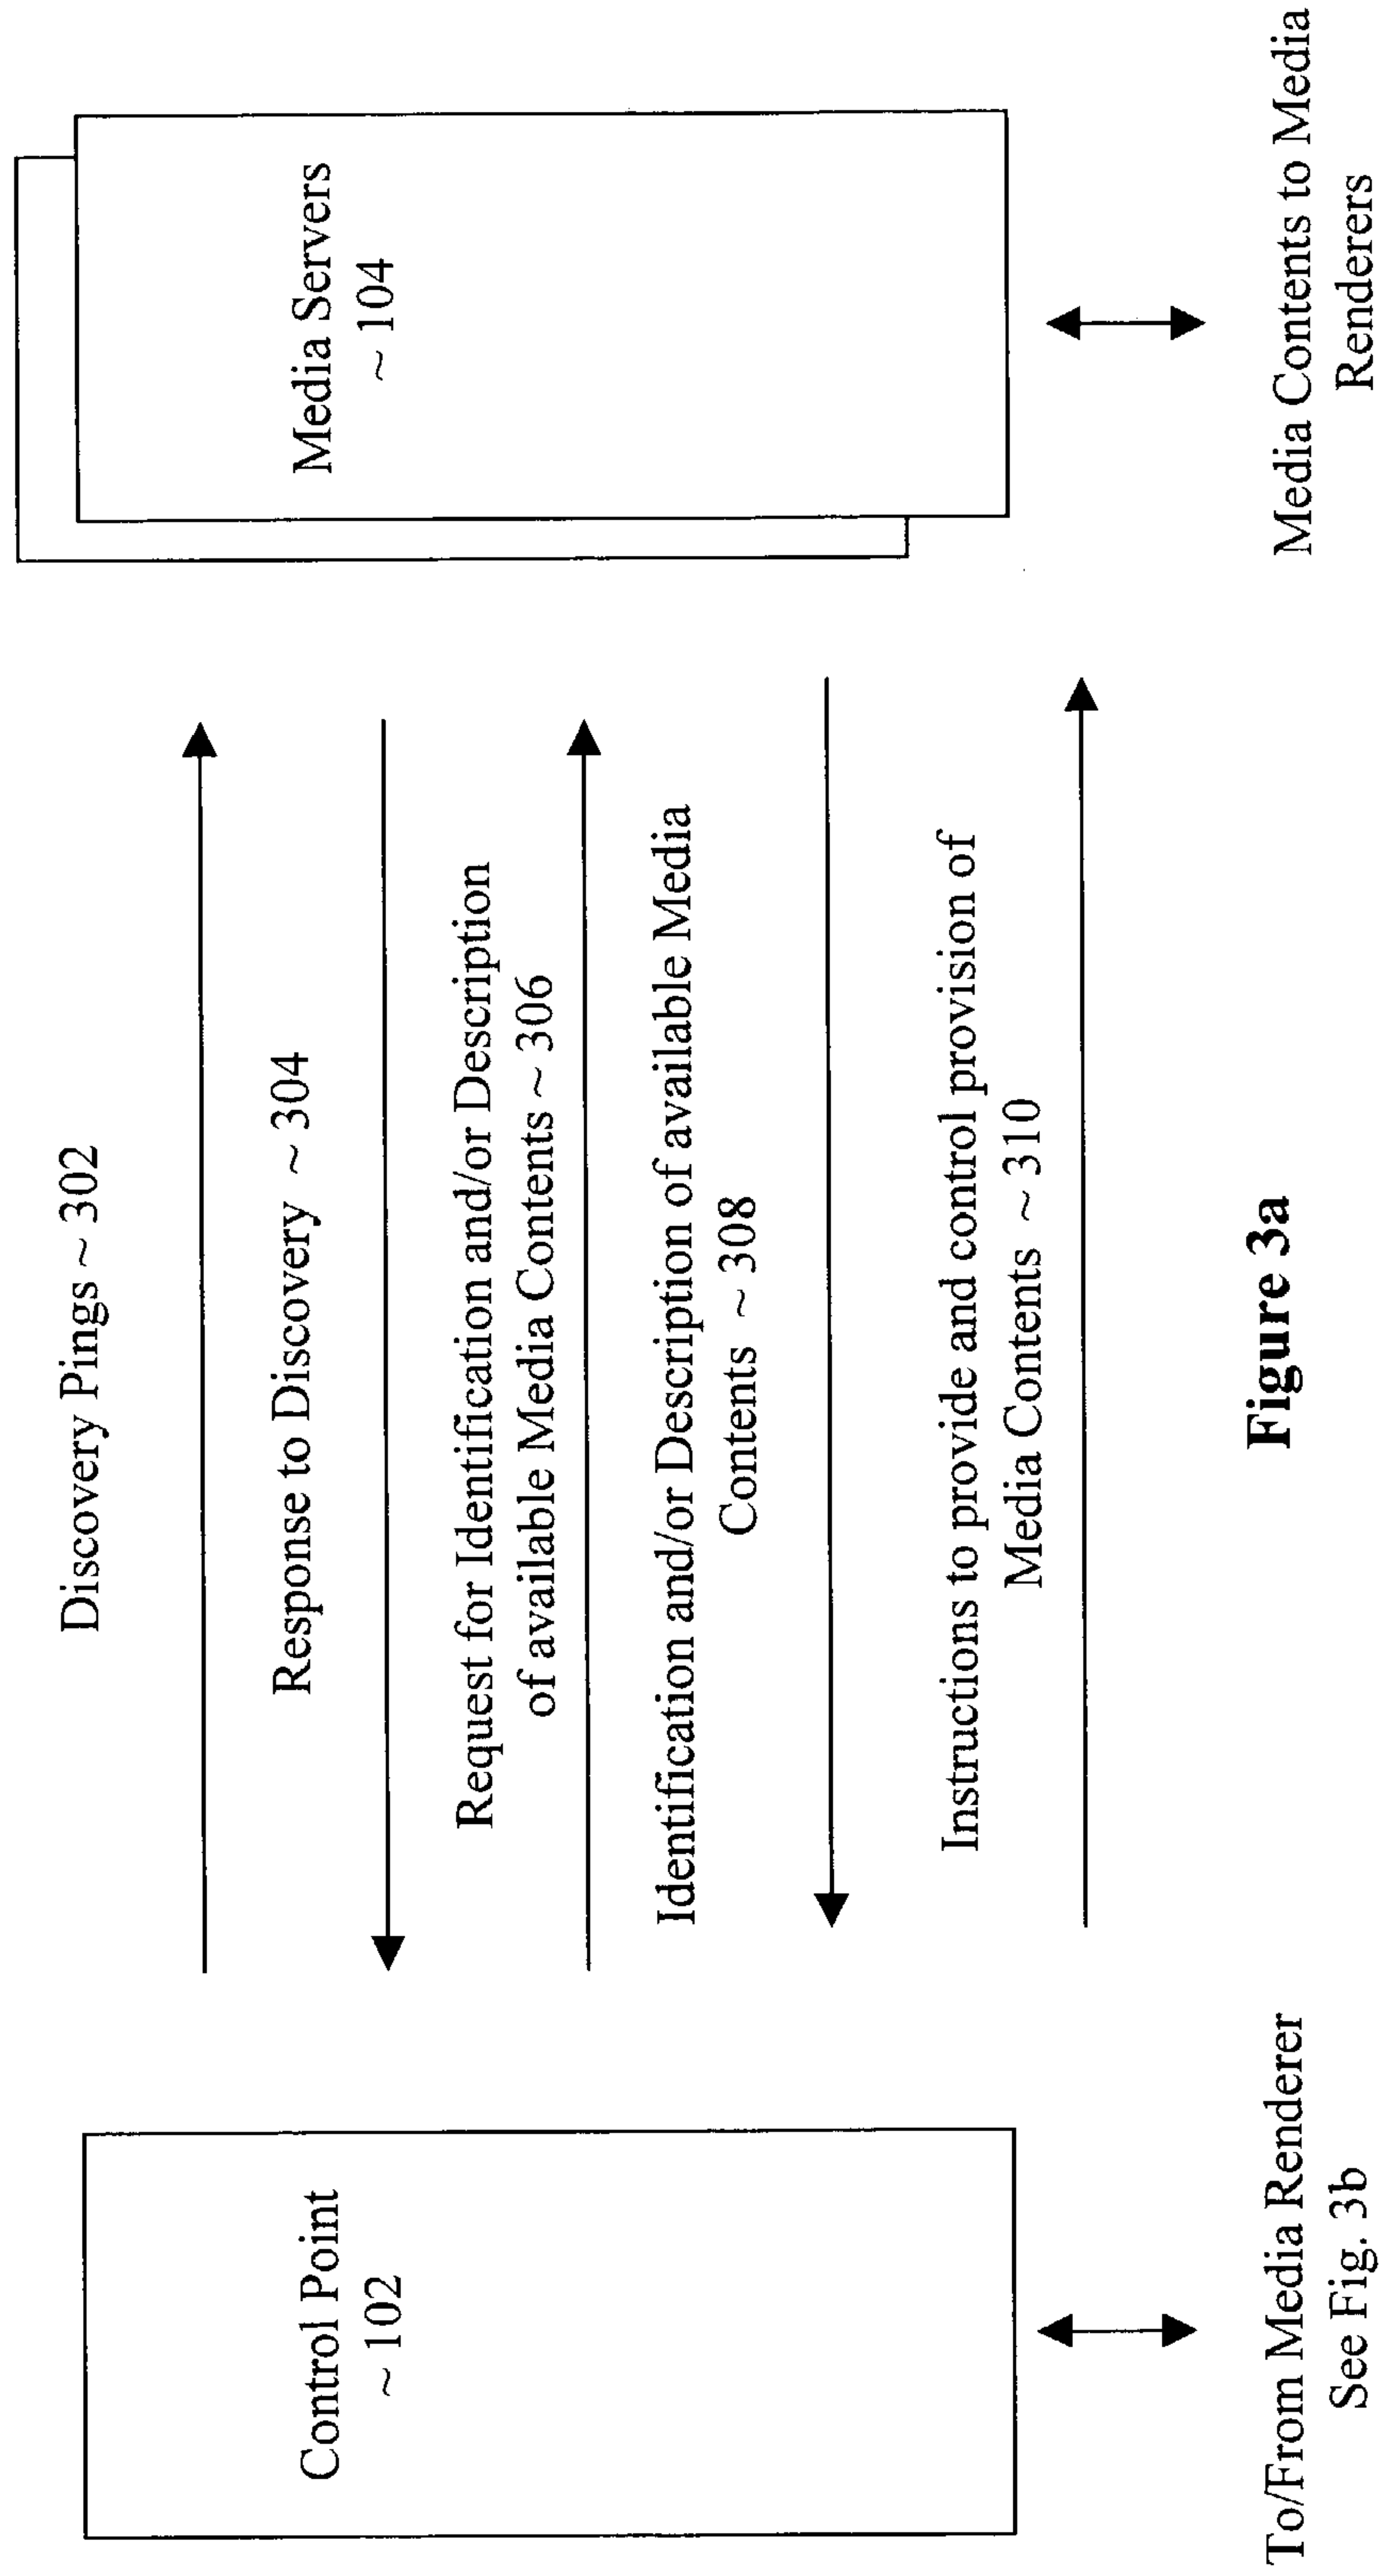 Discovery Pings ~ 302
Response to Discovery ~ 304
Control Point
~ 102
Media Servers
~ 104
Request for Identification and/or Description
of available Media Contents ~ 306
Identification and/or Description of available Media
Contents ~ 308
Instructions to provide and control provision of
Media Contents ~ 310
To/From Media Renderer
See Fig. 3b
Media Contents to Media
Renderers
Figure 3a